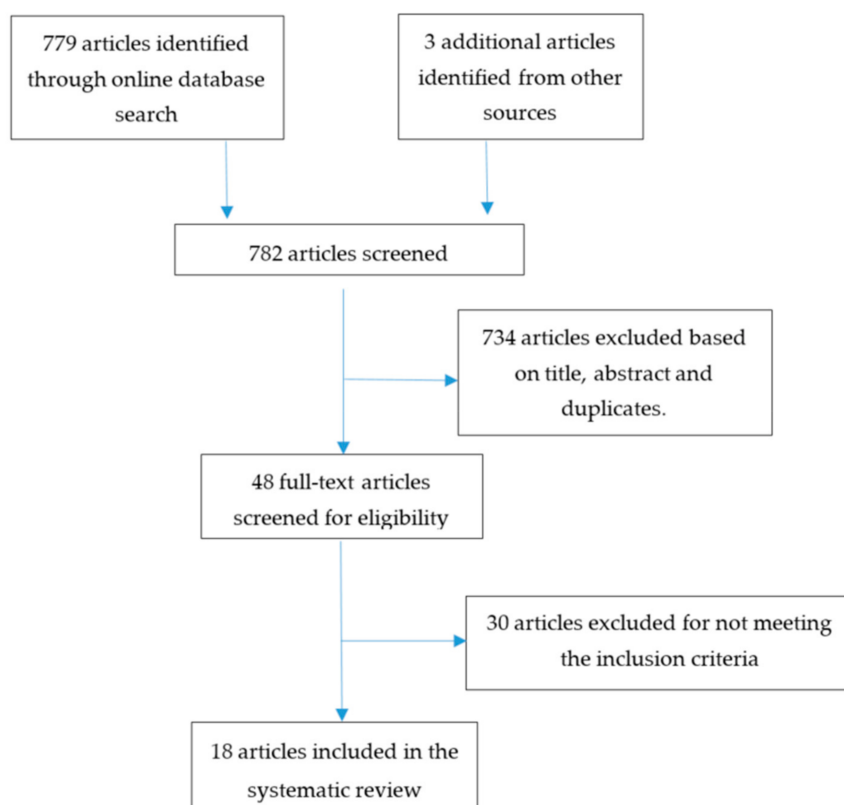 779 articles identified
through online database
search
3 additional articles
identified from other
sources
782 articles screened
734 articles excluded based
on title, abstract and
duplicates.
48 full-text articles
screened for eligibility
30 articles excluded for not meeting
the inclusion criteria
18 articles included in the
systematic review